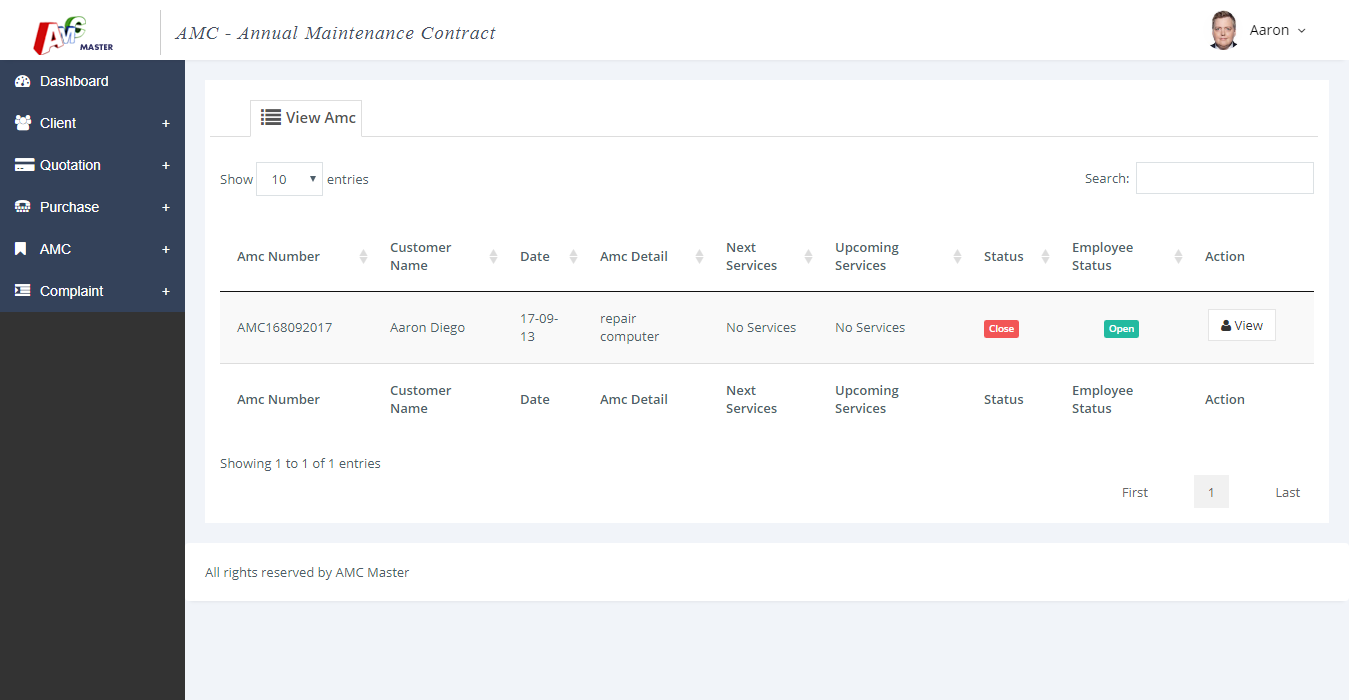 AMC MASTER
AMC - Annual Maintenance Contract
Aaron
Dashboard
Client +
Quotation +
Purchase +
AMC +
Complaint +
View Amc
Show 10 entries
Search:
Amc Number
Customer
Name
Date
Amc Detail
Next
Services
Upcoming
Services
Status
Employee
Status
Action
AMC168092017
Aaron Diego
17-09-
13
repair
computer
No Services
No Services
Close
Open
View
Amc Number
Customer
Name
Date
Amc Detail
Next
Services
Upcoming
Services
Status
Employee
Status
Action
Showing 1 to 1 of 1 entries
First 1 Last
All rights reserved by AMC Master